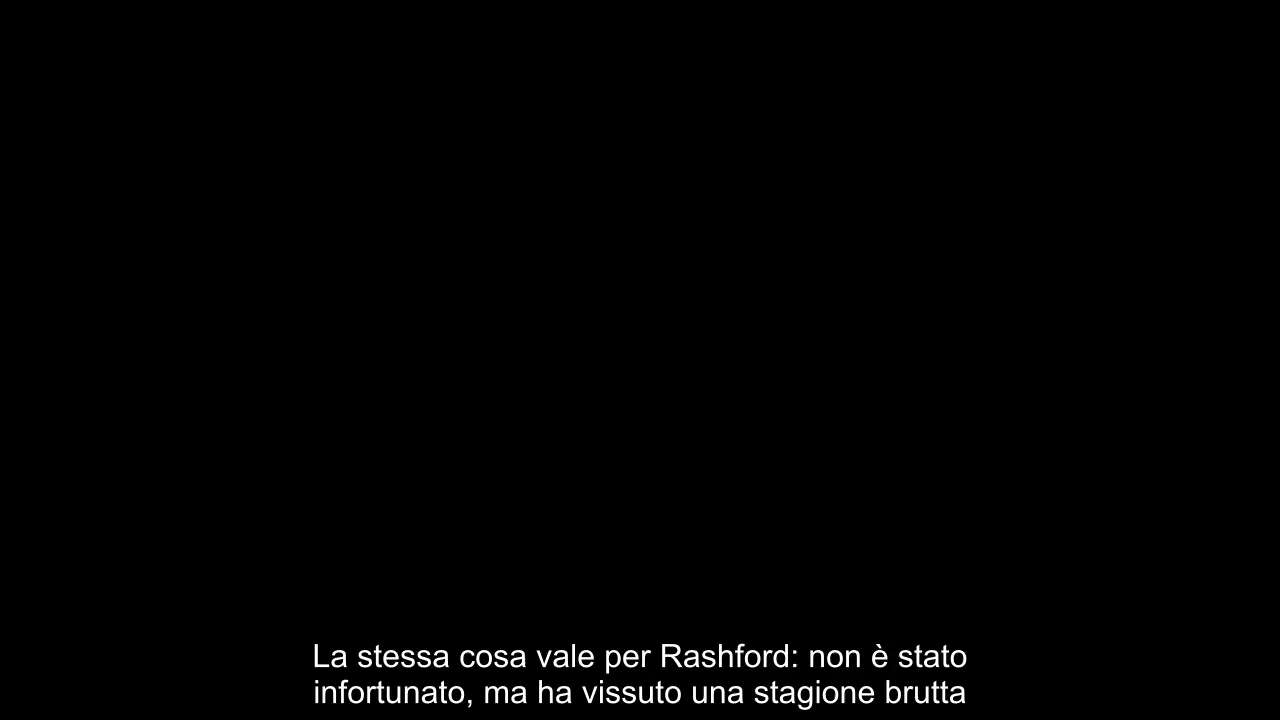 La stessa cosa vale per Rashford: non è stato
infortunato, ma ha vissuto una stagione brutta